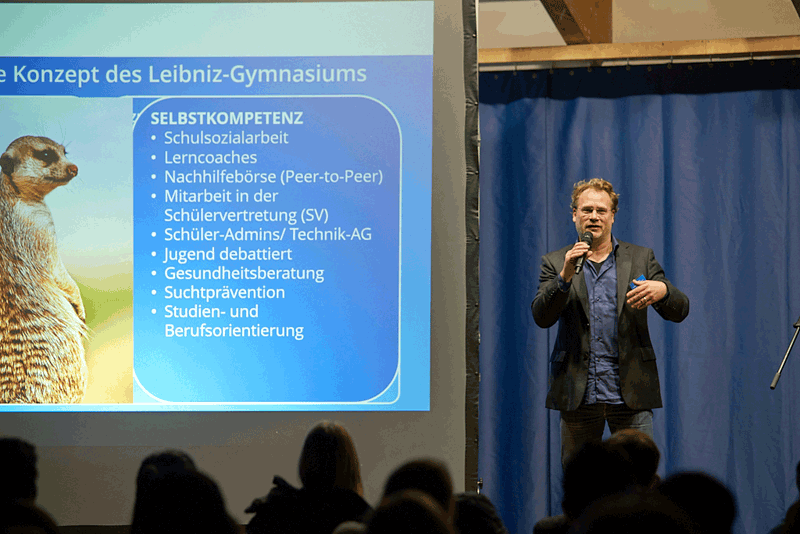 e Konzept des Leibniz-Gymnasiums
SELBSTKOMPETENZ
• Schulsozialarbeit
• Lerncoaches
• Nachhilfebörse (Peer-to-Peer)
• Mitarbeit in der
Schülervertretung (SV)
• Schüler-Admins/ Technik-AG
• Jugend debattiert
• Gesundheitsberatung
• Suchtprävention
• Studien- und
Berufsorientierung